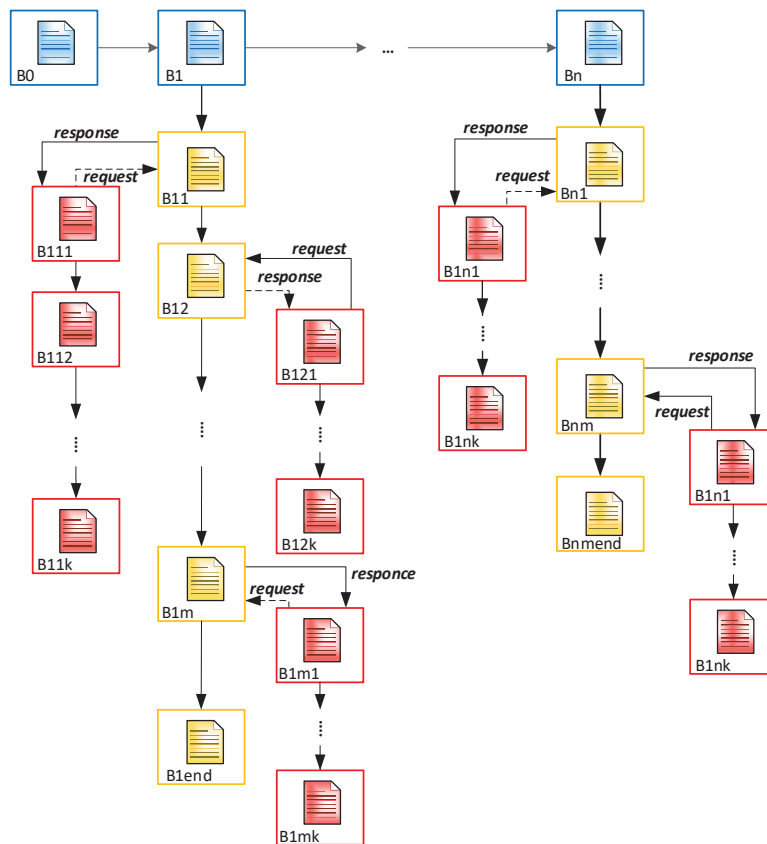 B0
B1
...
Bn
response
request
B11
B111
request
response
B12
B112
B121
....
....
....
B11k
B12k
request
responce
B1m
B1m1
....
B1end
B1mk
response
request
Bn1
B1n1
....
....
B1nk
response
request
Bnm
B1n1
Bnmend
....
B1nk